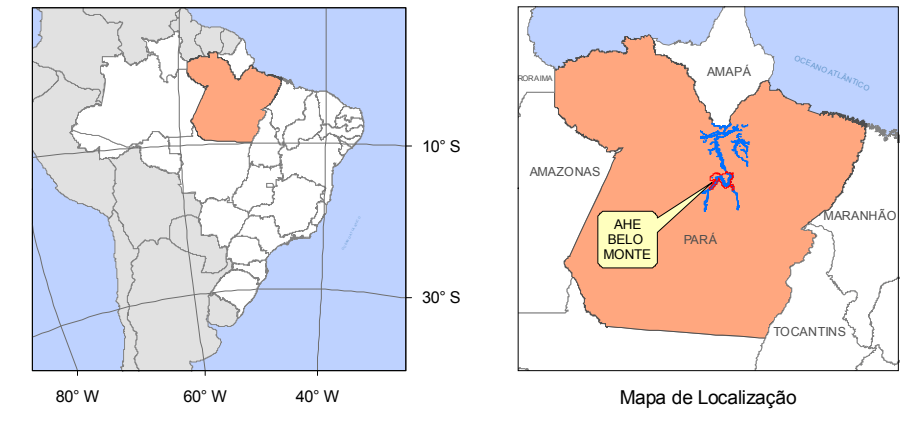 10° S
30° S
80° W
60° W
40° W
AMAPÁ
OCEANO ATLÂNTICO
RORAIMA
AMAZONAS
MARANHÃO
AHE
BELO
MONTE
PARÁ
TOCANTINS
Mapa de Localização